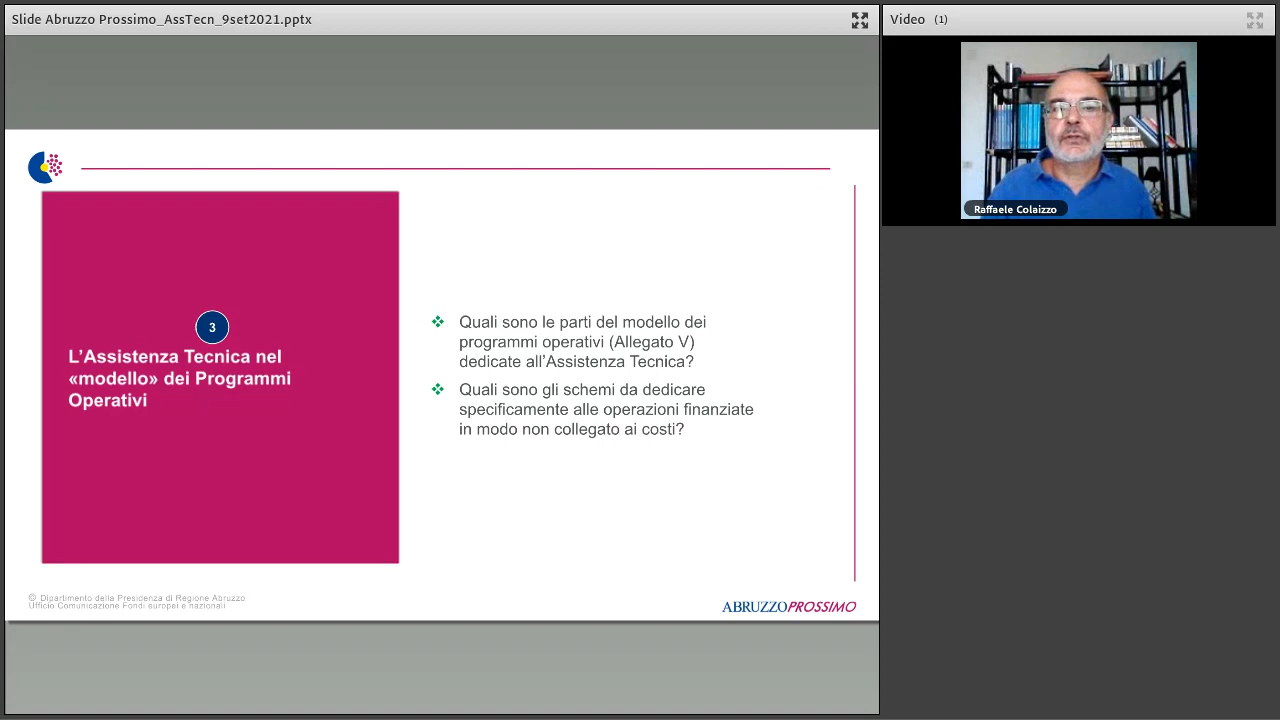 Slide Abruzzo Prossimo_AssTecn_9set2021.pptx
Video (1)
Raffaele Colaizzo
3
L’Assistenza Tecnica nel
«modello» dei Programmi
Operativi
❖ Quali sono le parti del modello dei
programmi operativi (Allegato V)
dedicate all’Assistenza Tecnica?
❖ Quali sono gli schemi da dedicare
specificamente alle operazioni finanziate
in modo non collegato ai costi?
© Dipartimento della Presidenza di Regione Abruzzo
Ufficio Comunicazione Fondi europei e nazionali
ABRUZZOPROSSIMO